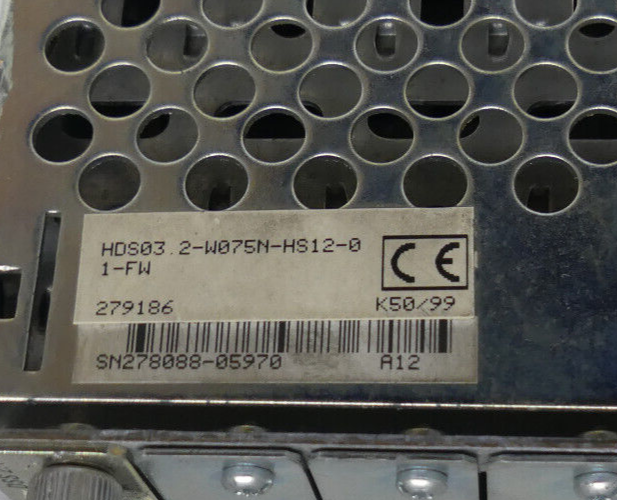 HDS03.2-W075N-HS12-0
1-FW
CE
279186 K50/99
SN278088-05970 A12